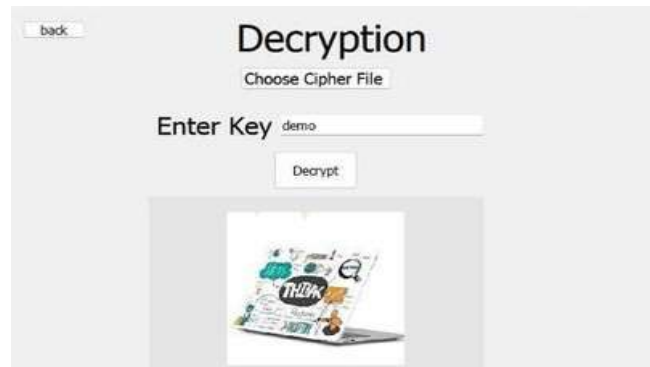 back
Decryption
Choose Cipher File
Enter Key demo
Decrypt
THINK